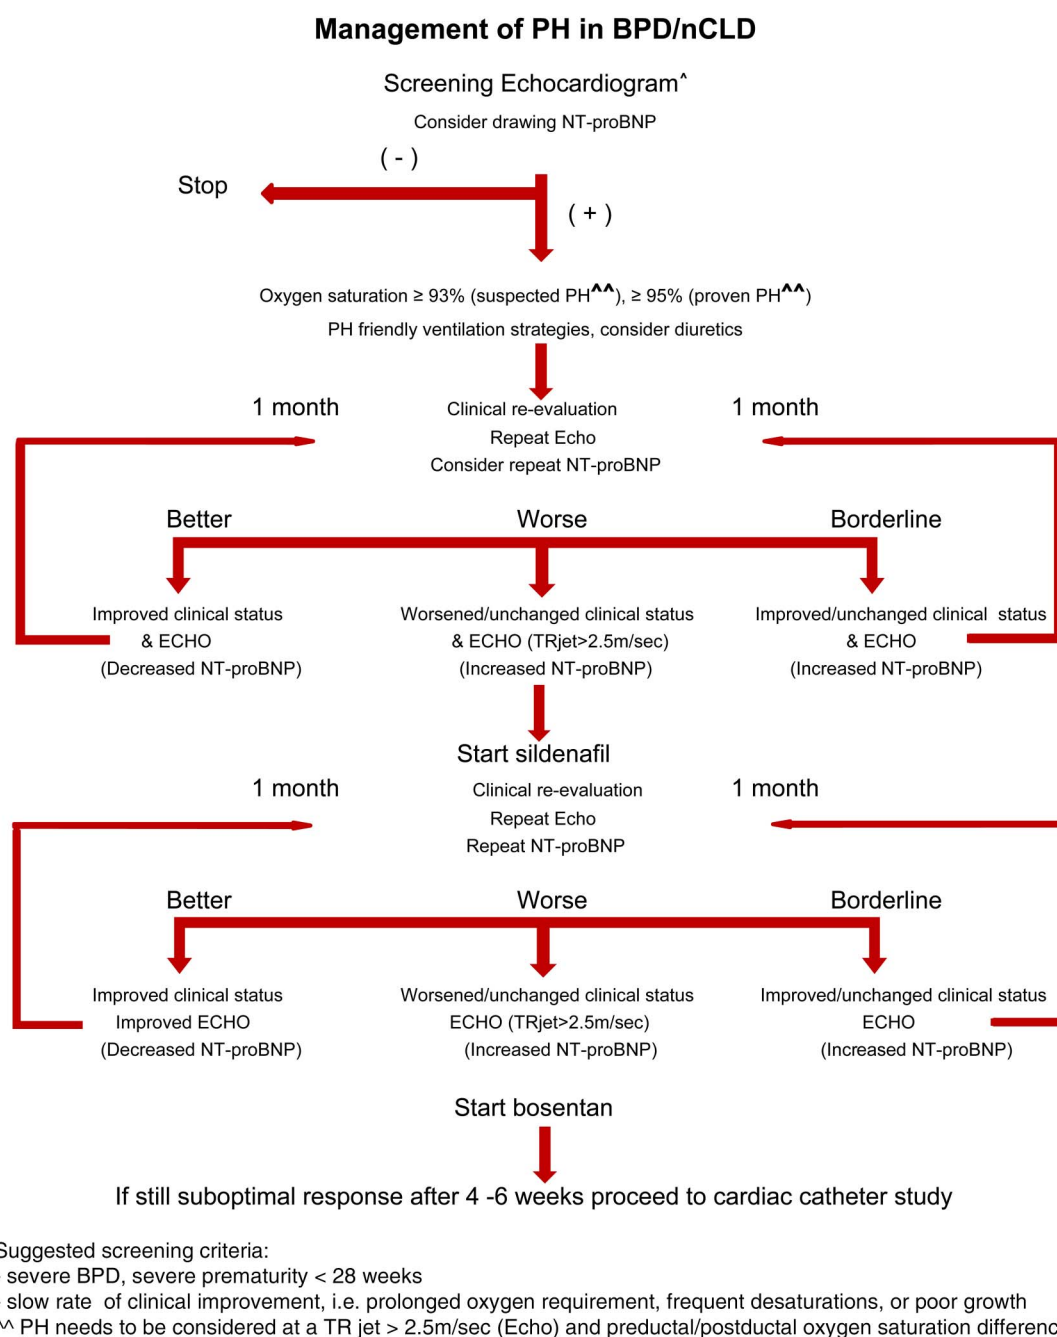 Management of PH in BPD/nCLD
Screening Echocardiogram^
Consider drawing NT-proBNP
( - )
Stop
( + )
Oxygen saturation ≥ 93% (suspected PH^^), ≥ 95% (proven PH^^)
PH friendly ventilation strategies, consider diuretics
1 month Clinical re-evaluation 1 month
Repeat Echo
Consider repeat NT-proBNP
Better Worse Borderline
Improved clinical status Worsened/unchanged clinical status Improved/unchanged clinical status
& ECHO & ECHO (TRjet>2.5m/sec) & ECHO
(Decreased NT-proBNP) (Increased NT-proBNP) (Increased NT-proBNP)
Start sildenafil
1 month Clinical re-evaluation 1 month
Repeat Echo
Repeat NT-proBNP
Better Worse Borderline
Improved clinical status Worsened/unchanged clinical status Improved/unchanged clinical status
Improved ECHO ECHO (TRjet>2.5m/sec) ECHO
(Decreased NT-proBNP) (Increased NT-proBNP) (Increased NT-proBNP)
Start bosentan
If still suboptimal response after 4 -6 weeks proceed to cardiac catheter study
Suggested screening criteria:
severe BPD, severe prematurity < 28 weeks
slow rate of clinical improvement, i.e. prolonged oxygen requirement, frequent desaturations, or poor growth
^^ PH needs to be considered at a TR jet > 2.5m/sec (Echo) and preductal/postductal oxygen saturation